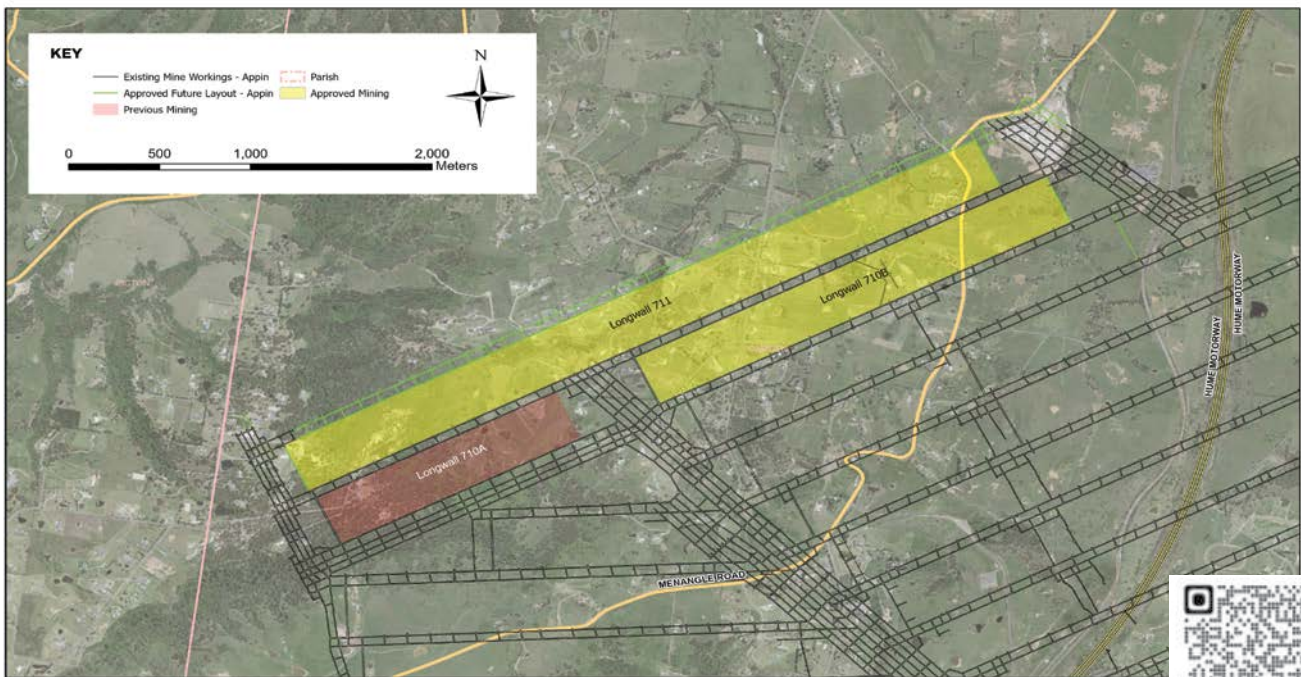 KEY
N
Existing Mine Workings - Appin
Parish
Approved Future Layout - Appin
Approved Mining
Previous Mining
0 500 1,000 2,000
Meters
Longwall 711
Longwall 710B
Longwall 710A
HUME MOTORWAY
HUME MOTORWAY
MENANGLE ROAD